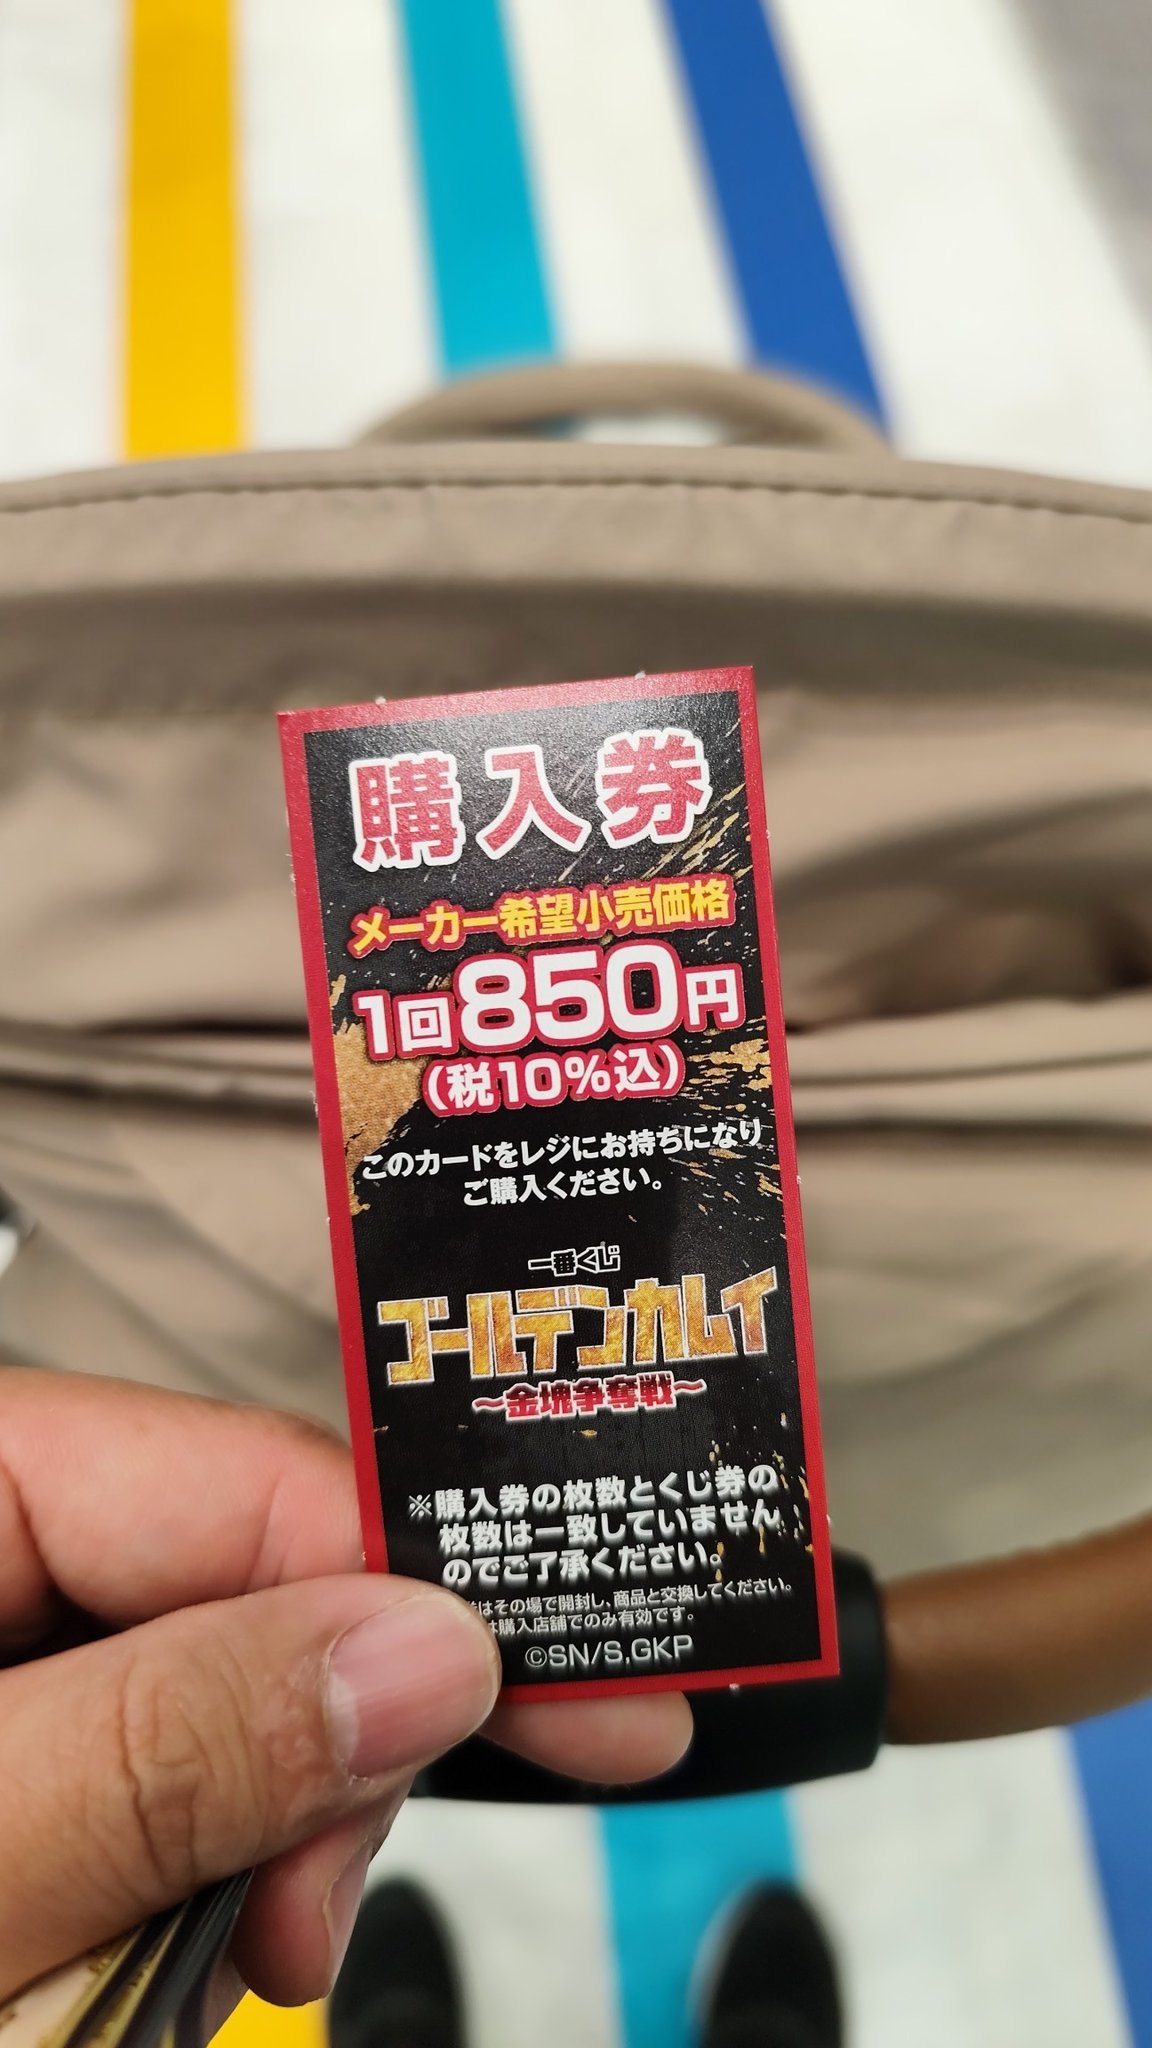 購入券
メーカー希望小売価格
1回850円
(税10%込)
このカードをレジにお持ちになり
ご購入ください。
一番くじ
ゴールデンカムイ
～金塊争奪戦～
※購入券の枚数とくじ券の
枚数は一致していません
のでご了承ください。
はその場で開封し、商品と交換してください。
は購入店舗でのみ有効です。
©SN/S,GKP